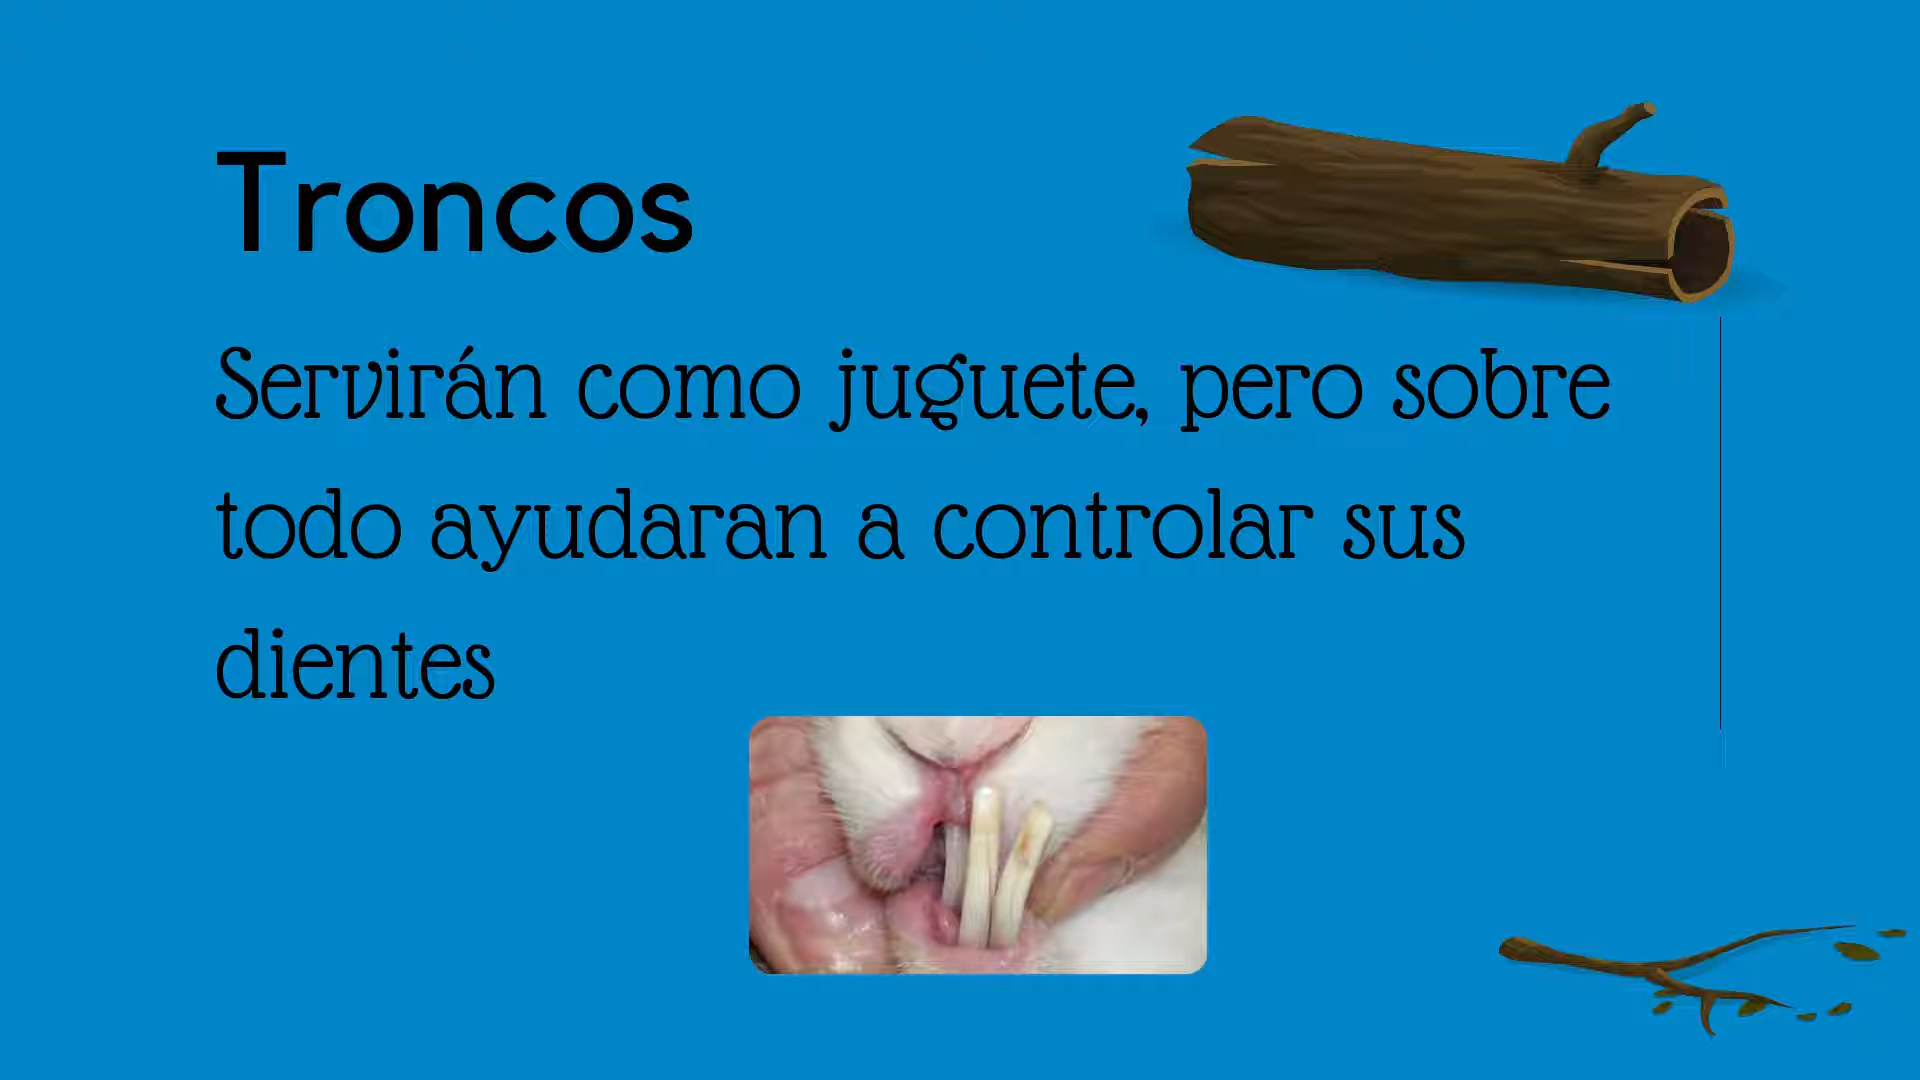 Troncos
Servirán como juguete, pero sobre
todo ayudaran a controlar sus
dientes